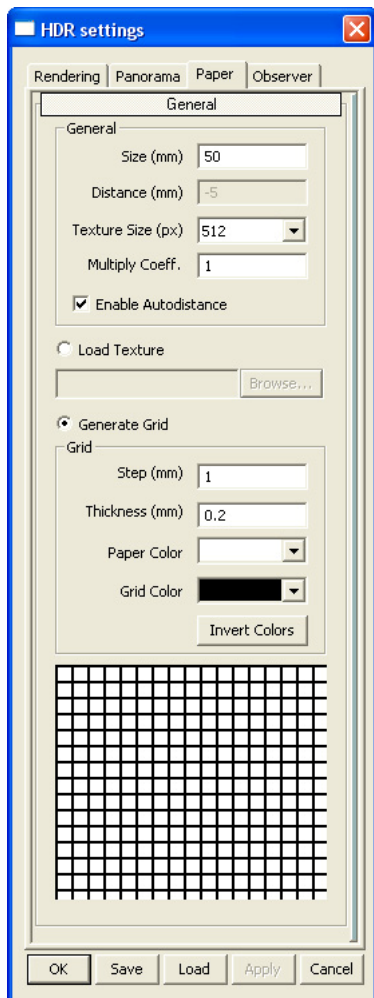 HDR settings
Rendering Panorama Paper Observer
General
General
Size (mm) 50
Distance (mm) -5
Texture Size (px) 512
Multiply Coeff. 1
Enable Autodistance
Load Texture
Browse...
Generate Grid
Grid
Step (mm) 1
Thickness (mm) 0.2
Paper Color
Grid Color
Invert Colors
OK Save Load Apply Cancel